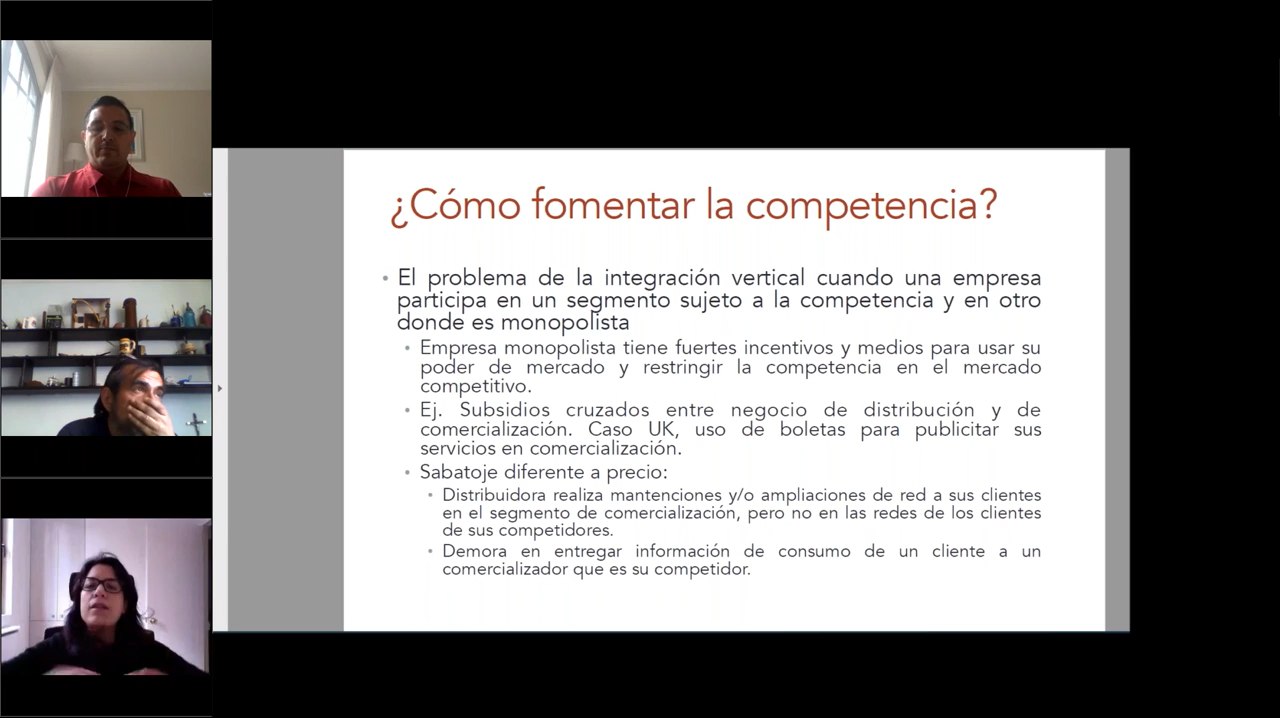 ¿Cómo fomentar la competencia?
• El problema de la integración vertical cuando una empresa
participa en un segmento sujeto a la competencia y en otro
donde es monopolista
• Empresa monopolista tiene fuertes incentivos y medios para usar su
poder de mercado y restringir la competencia en el mercado
competitivo.
• Ej. Subsidios cruzados entre negocio de distribución y de
comercialización. Caso UK, uso de boletas para publicitar sus
servicios en comercialización.
• Sabatoje diferente a precio:
• Distribuidora realiza mantenciones y/o ampliaciones de red a sus clientes
en el segmento de comercialización, pero no en las redes de los clientes
de sus competidores.
• Demora en entregar información de consumo de un cliente a un
comercializador que es su competidor.